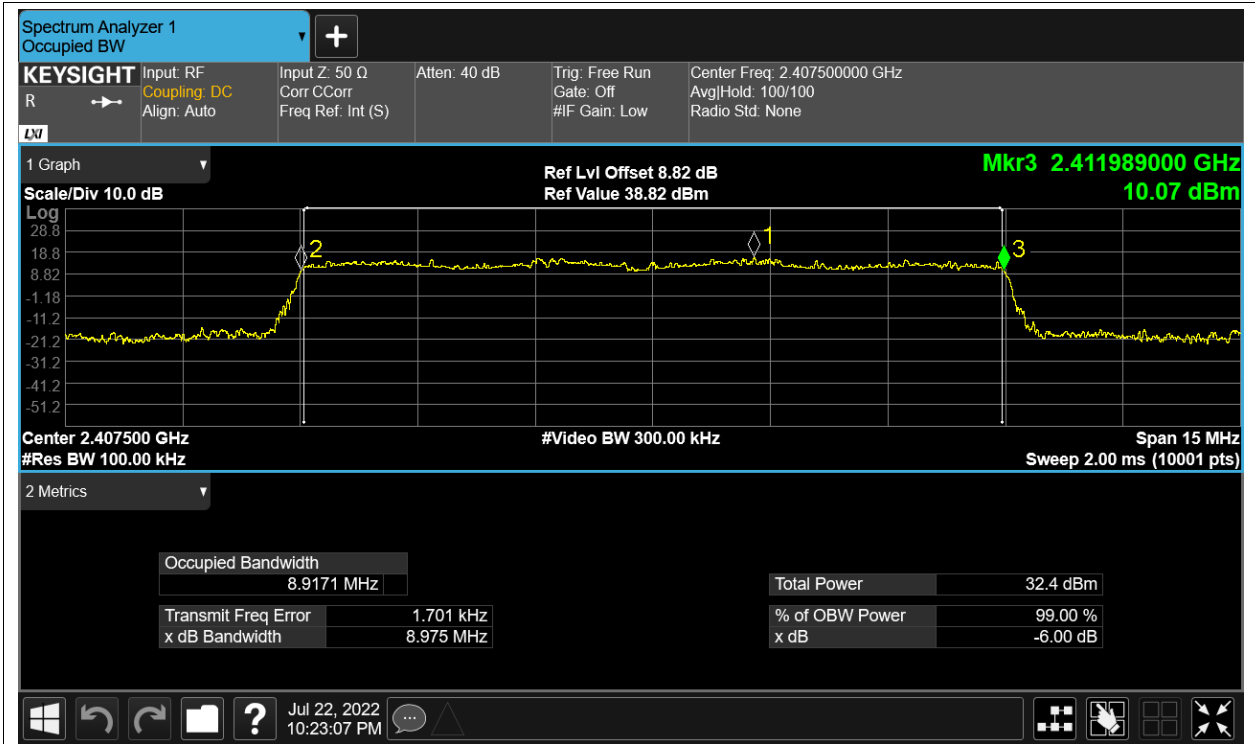 Spectrum Analyzer 1
Occupied BW
KEYSIGHT
R
LXI
Input: RF
Coupling: DC
Align: Auto
Input Z: 50 Ω
Corr CCorr
Freq Ref: Int (S)
Atten: 40 dB
Trig: Free Run
Gate: Off
#IF Gain: Low
Center Freq: 2.407500000 GHz
Avg|Hold: 100/100
Radio Std: None
1 Graph
Scale/Div 10.0 dB
Ref Lvl Offset 8.82 dB
Ref Value 38.82 dBm
Mkr3 2.411989000 GHz
10.07 dBm
Log
28.8
18.8
8.82
-1.18
-11.2
-21.2
-31.2
-41.2
-51.2
2
1
3
Center 2.407500 GHz
#Video BW 300.00 kHz
Span 15 MHz
#Res BW 100.00 kHz
Sweep 2.00 ms (10001 pts)
2 Metrics
Occupied Bandwidth
8.9171 MHz
Transmit Freq Error 1.701 kHz
x dB Bandwidth 8.975 MHz
Total Power 32.4 dBm
% of OBW Power 99.00 %
x dB -6.00 dB
?
Jul 22, 2022
10:23:07 PM